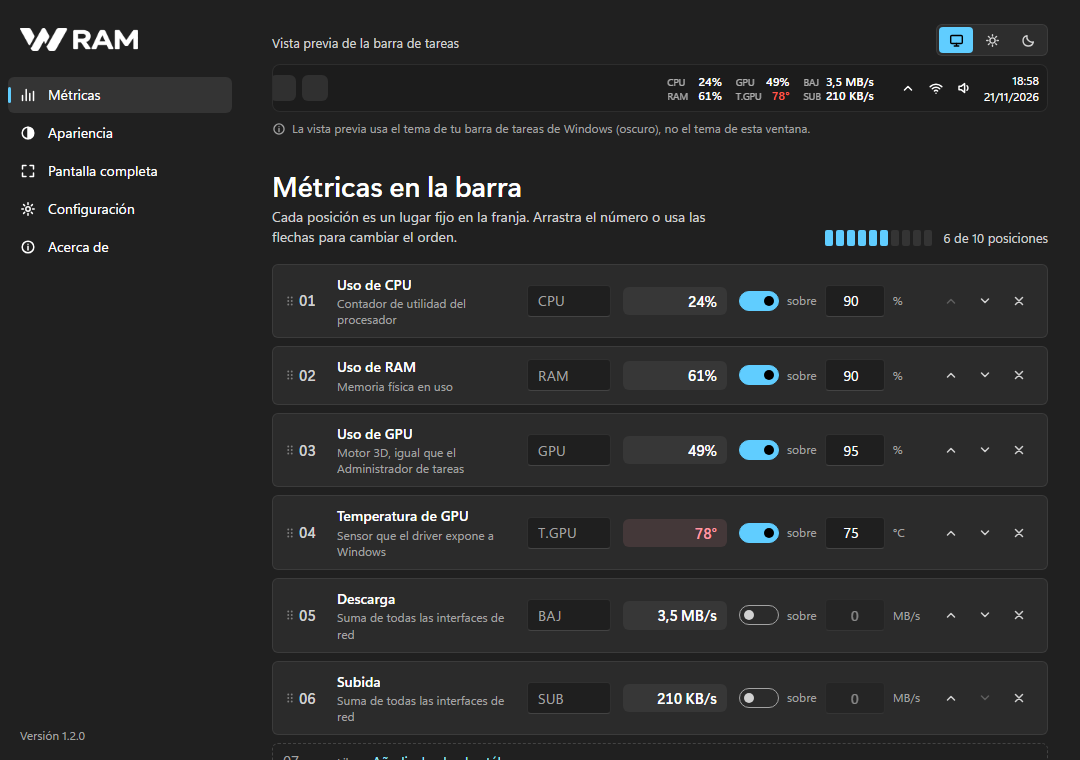 W RAM
Métricas
Apariencia
Pantalla completa
Configuración
Acerca de
Versión 1.2.0
Vista previa de la barra de tareas
CPU 24% GPU 49% BAJ 3,5 MB/s
RAM 61% T.GPU 78° SUB 210 KB/s
18:58
21/11/2026
La vista previa usa el tema de tu barra de tareas de Windows (oscuro), no el tema de esta ventana.
Métricas en la barra
Cada posición es un lugar fijo en la franja. Arrastra el número o usa las
flechas para cambiar el orden.
6 de 10 posiciones
01 Uso de CPU
Contador de utilidad del
procesador
CPU 24% sobre 90 %
02 Uso de RAM
Memoria física en uso
RAM 61% sobre 90 %
03 Uso de GPU
Motor 3D, igual que el
Administrador de tareas
GPU 49% sobre 95 %
04 Temperatura de GPU
Sensor que el driver expone a
Windows
T.GPU 78° sobre 75 °C
05 Descarga
Suma de todas las interfaces de
red
BAJ 3,5 MB/s sobre 0 MB/s
06 Subida
Suma de todas las interfaces de
red
SUB 210 KB/s sobre 0 MB/s
07